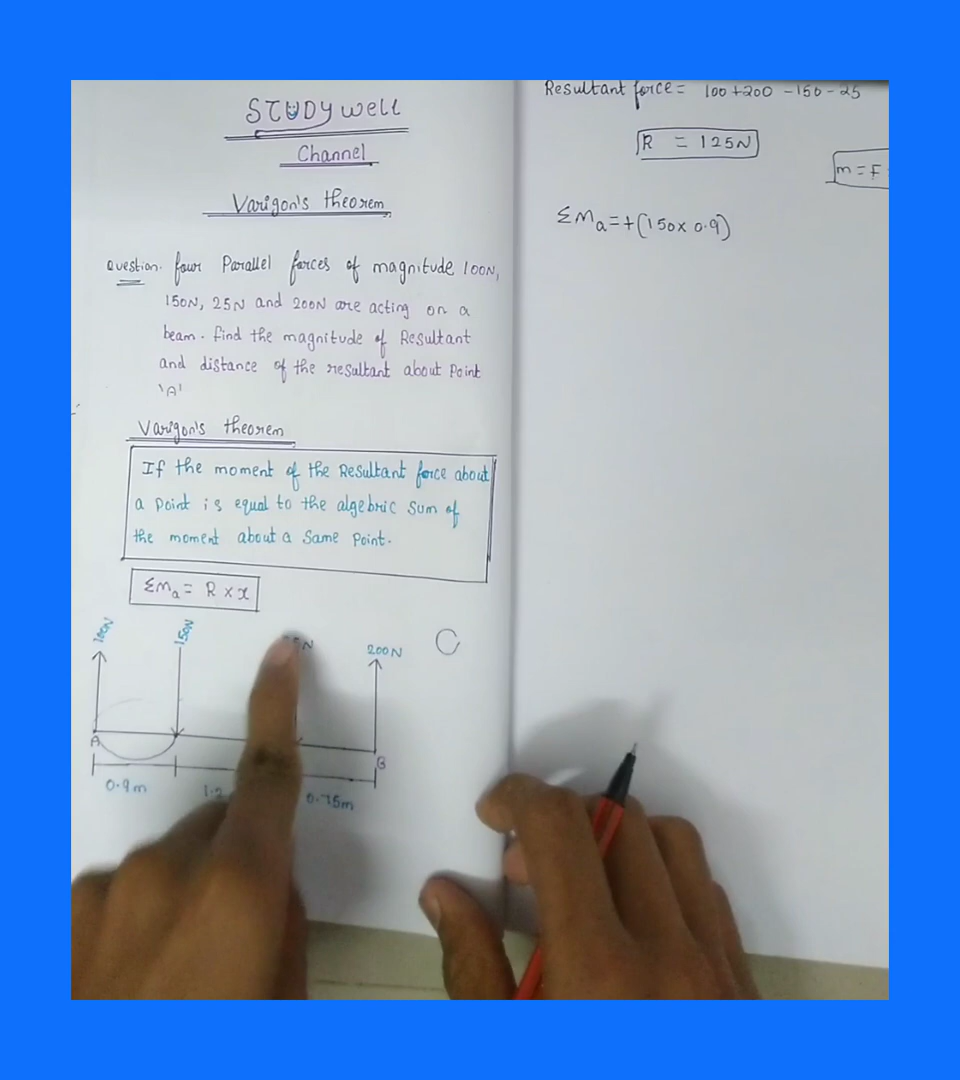 STUDY well
Channel
Varigon's theorem
Question. four Parallel forces of magnitude 100N,
150N, 25N and 200N are acting on a
beam. find the magnitude of Resultant
and distance of the resultant about Point
'A'
Varigon's theorem
If the moment of the Resultant force about
a point is equal to the algebric sum of
the moment about a same point.
ΣMa = R × x
100N
150N
N
200N
A
B
0.9m
1.2
0.75m
Resultant force = 100 + 200 - 150 - 25
R = 125N
m = F
ΣMa = +(150 × 0.9)